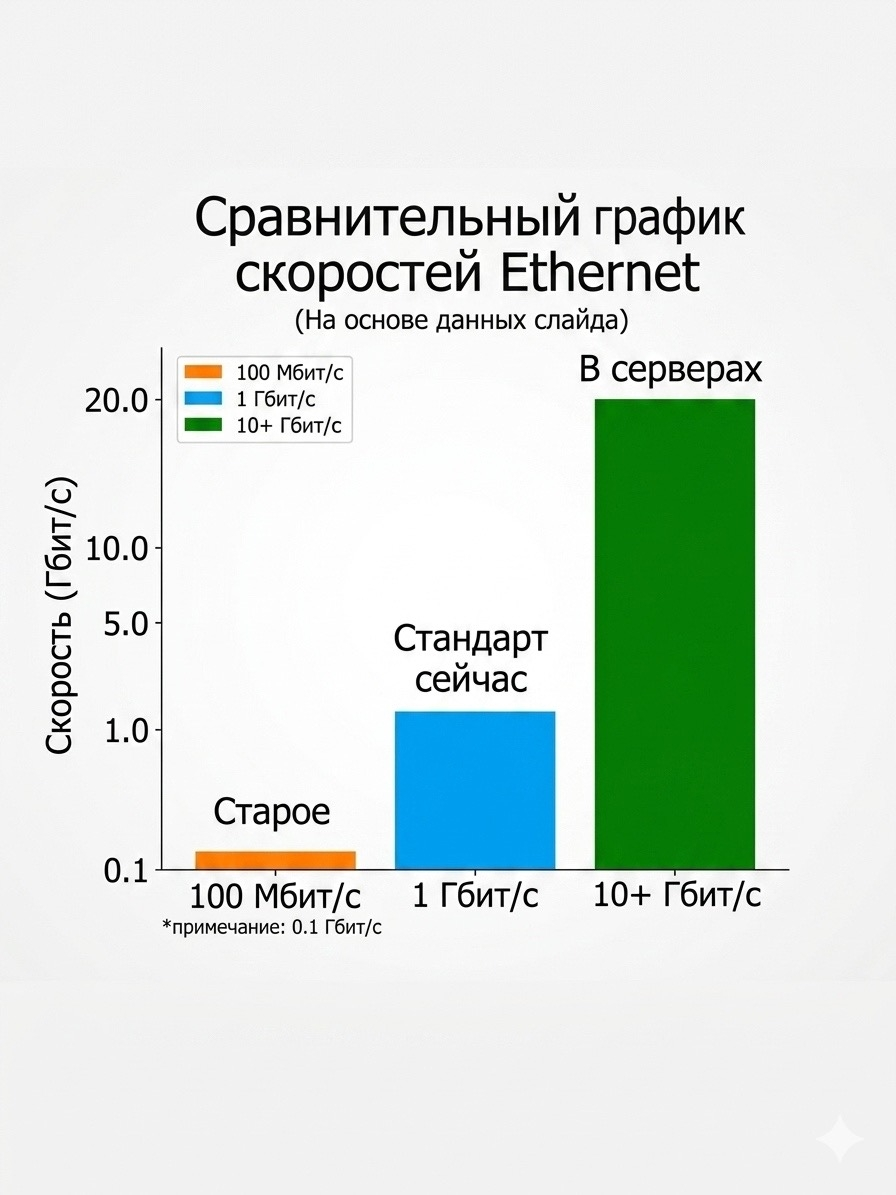 Сравнительный график
скоростей Ethernet
(На основе данных слайда)
100 Мбит/с
1 Гбит/с
10+ Гбит/с
В серверах
Скорость (Гбит/с)
20.0
10.0
5.0
1.0
0.1
Стандарт
сейчас
Старое
100 Мбит/с
1 Гбит/с
10+ Гбит/с
*примечание: 0.1 Гбит/с